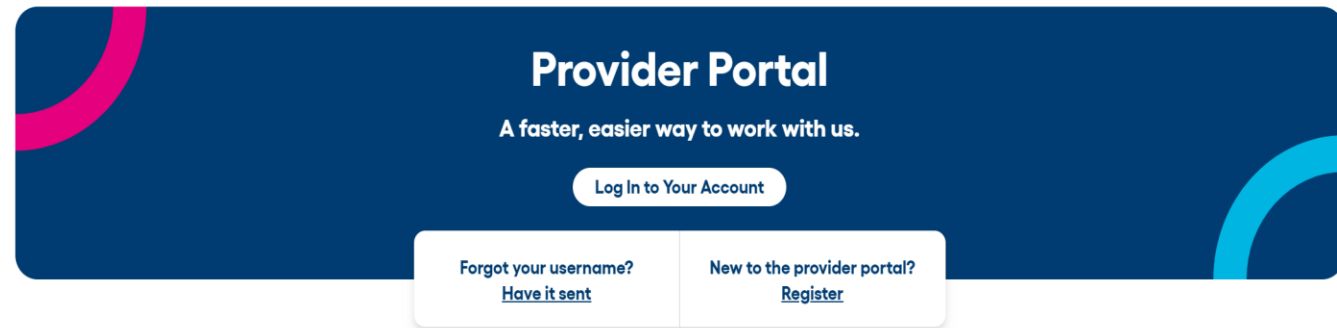 Provider Portal
A faster, easier way to work with us.
Log In to Your Account
Forgot your username?
Have it sent
New to the provider portal?
Register